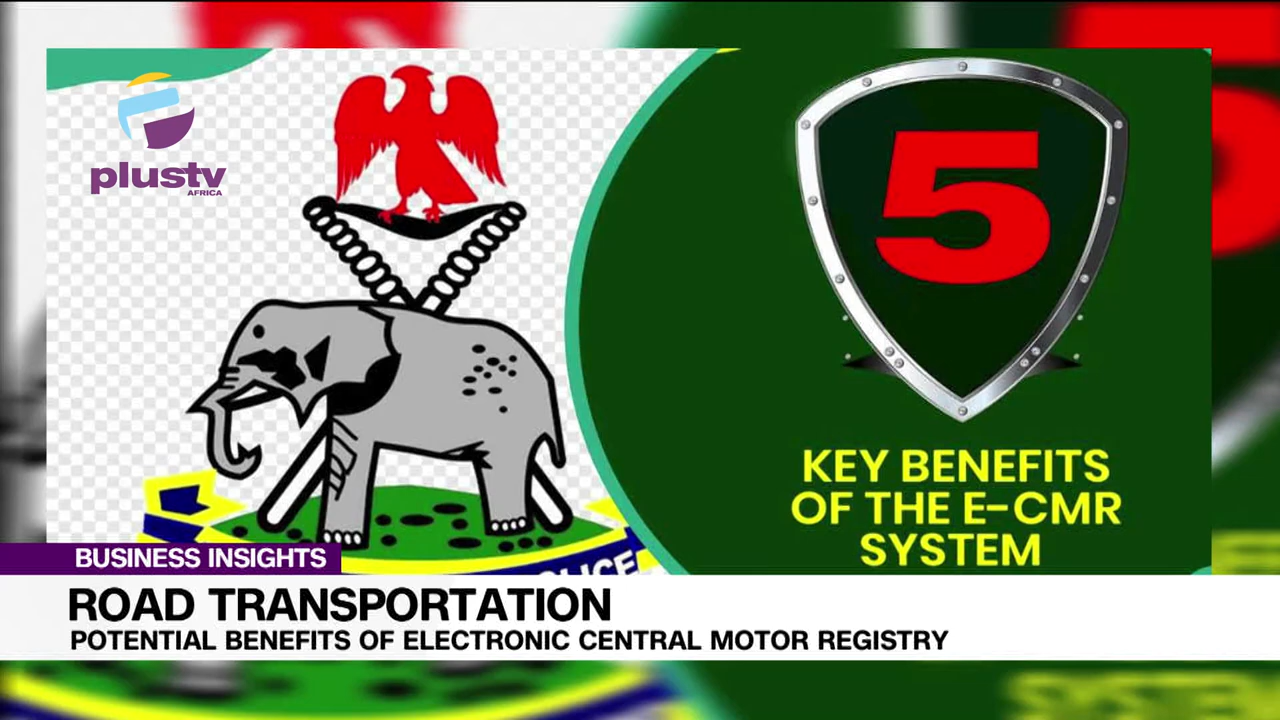 plustv
AFRICA
5
KEY BENEFITS
OF THE E-CMR
SYSTEM
BUSINESS INSIGHTS
ROAD TRANSPORTATION
POTENTIAL BENEFITS OF ELECTRONIC CENTRAL MOTOR REGISTRY